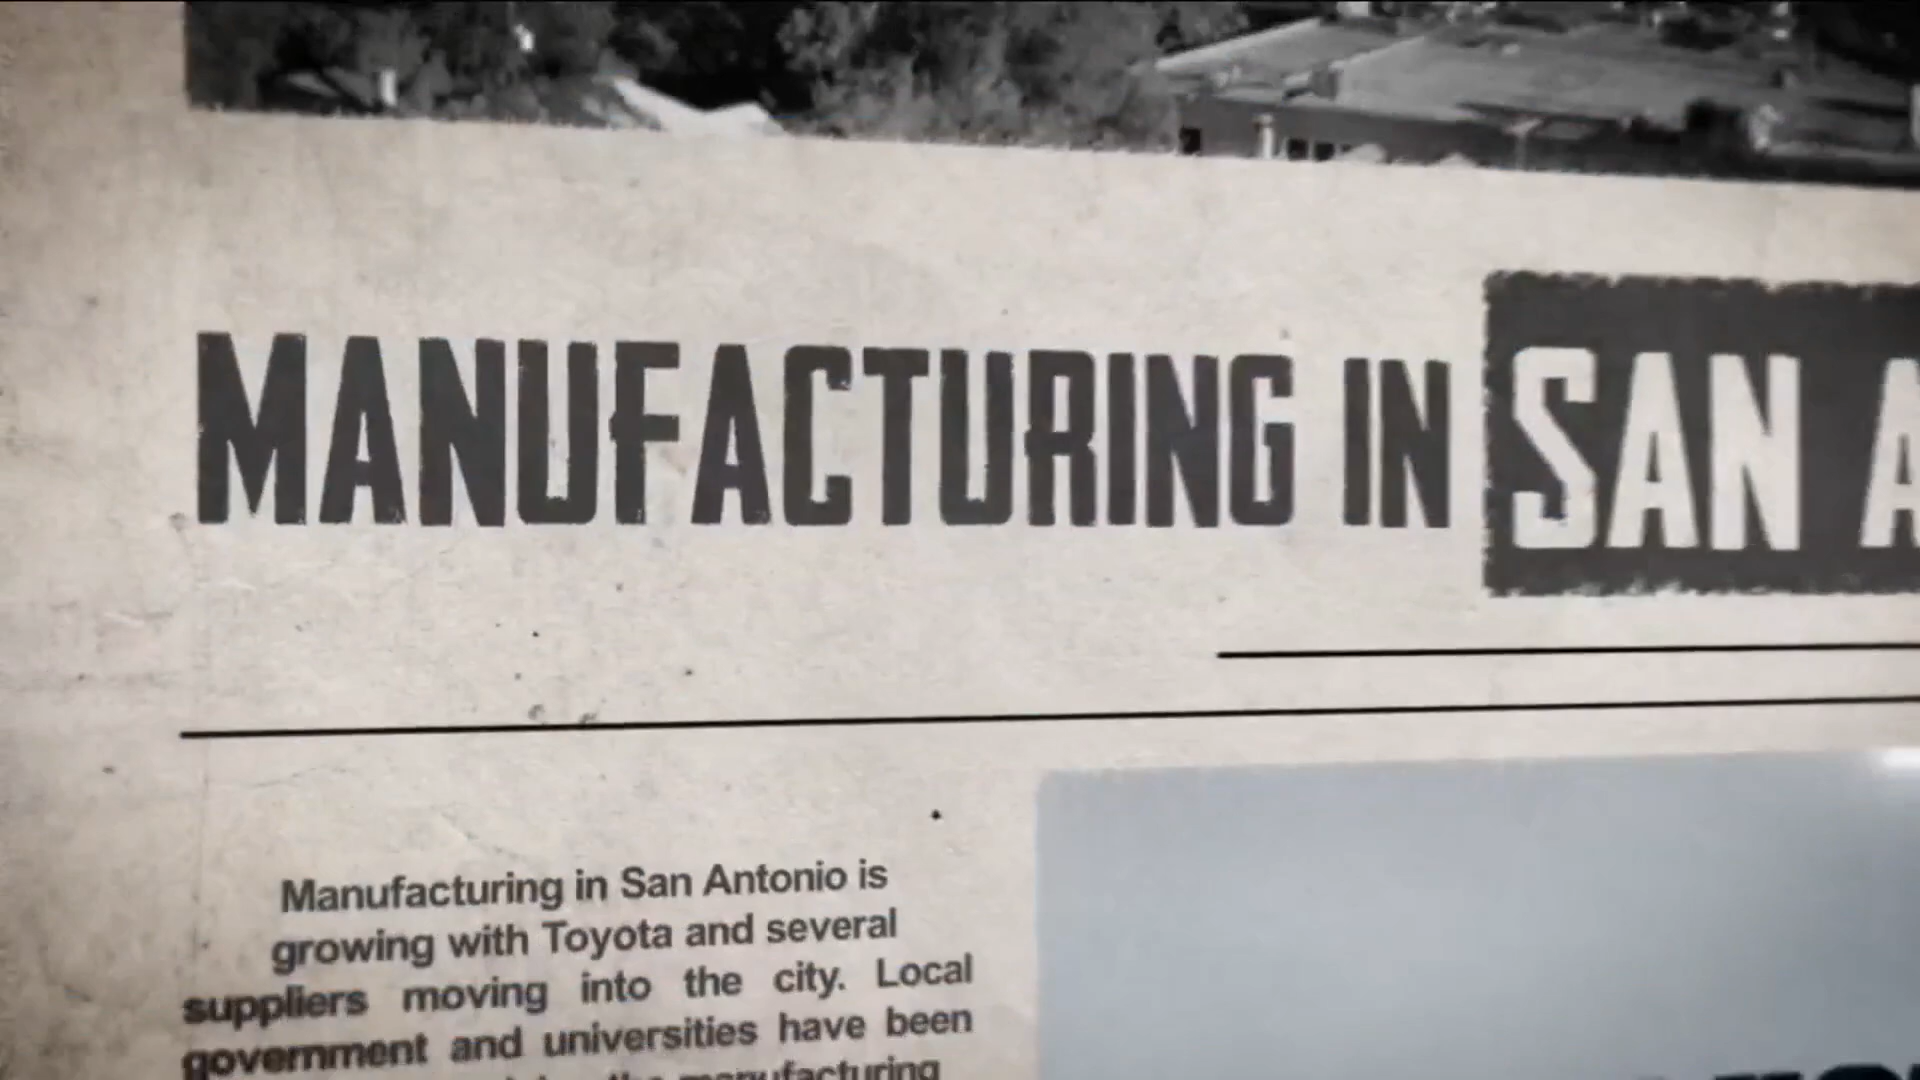 MANUFACTURING IN SAN A
Manufacturing in San Antonio is
growing with Toyota and several
suppliers moving into the city. Local
government and universities have been
manufacturing